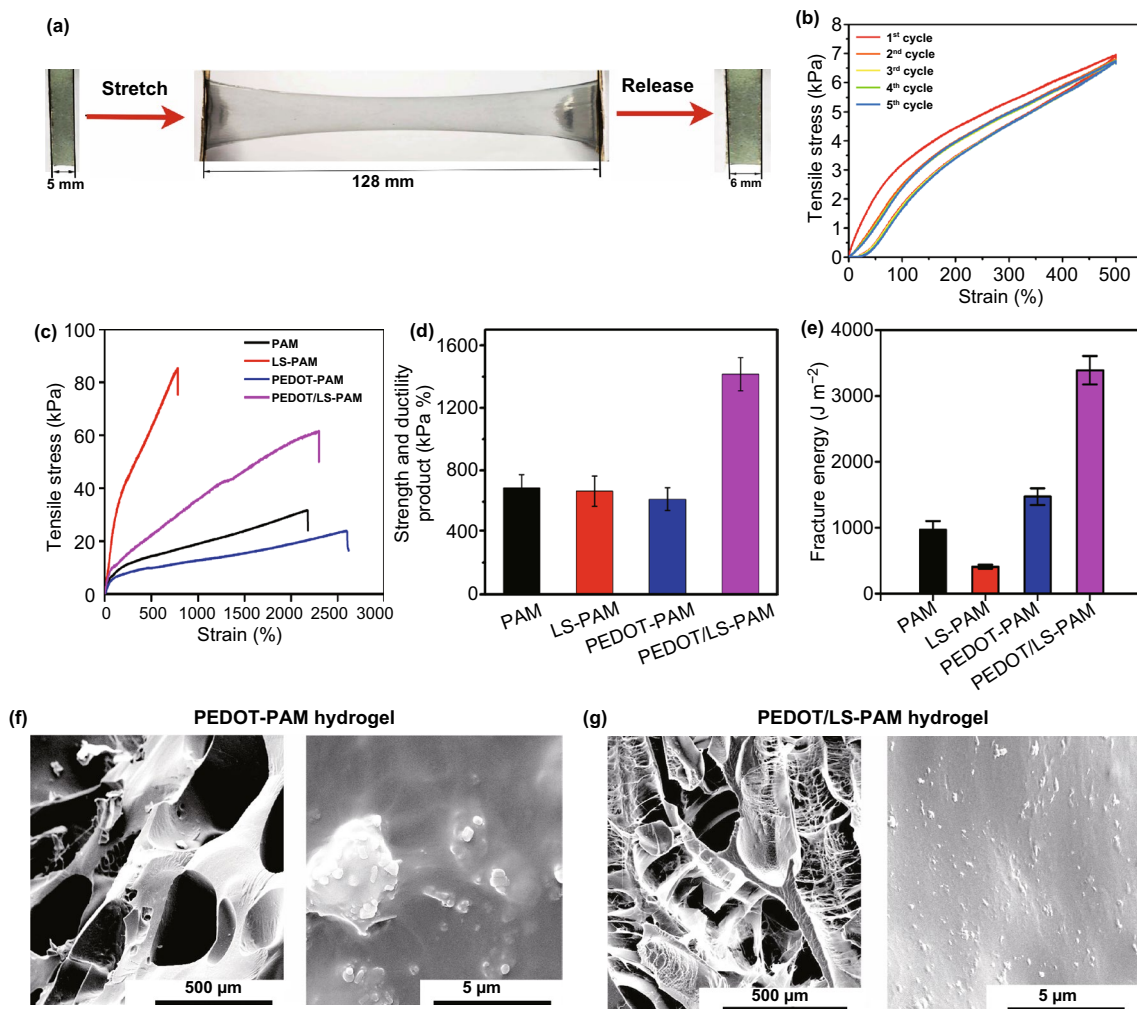 (a)
Stretch
Release
5 mm
128 mm
6 mm
(b)
8
7
6
5
4
3
2
1
0
Tensile stress (kPa)
1st cycle
2nd cycle
3rd cycle
4th cycle
5th cycle
0 100 200 300 400 500
Strain (%)
(c)
100
80
60
40
20
0
Tensile stress (kPa)
PAM
LS-PAM
PEDOT-PAM
PEDOT/LS-PAM
0 500 1000 1500 2000 2500 3000
Strain (%)
(d)
1600
1200
800
400
0
Strength and ductility
product (kPa %)
PAM
LS-PAM
PEDOT-PAM
PEDOT/LS-PAM
(e)
4000
3000
2000
1000
0
Fracture energy (J m−2)
PAM
LS-PAM
PEDOT-PAM
PEDOT/LS-PAM
(f)
PEDOT-PAM hydrogel
500 µm
5 µm
(g)
PEDOT/LS-PAM hydrogel
500 µm
5 µm